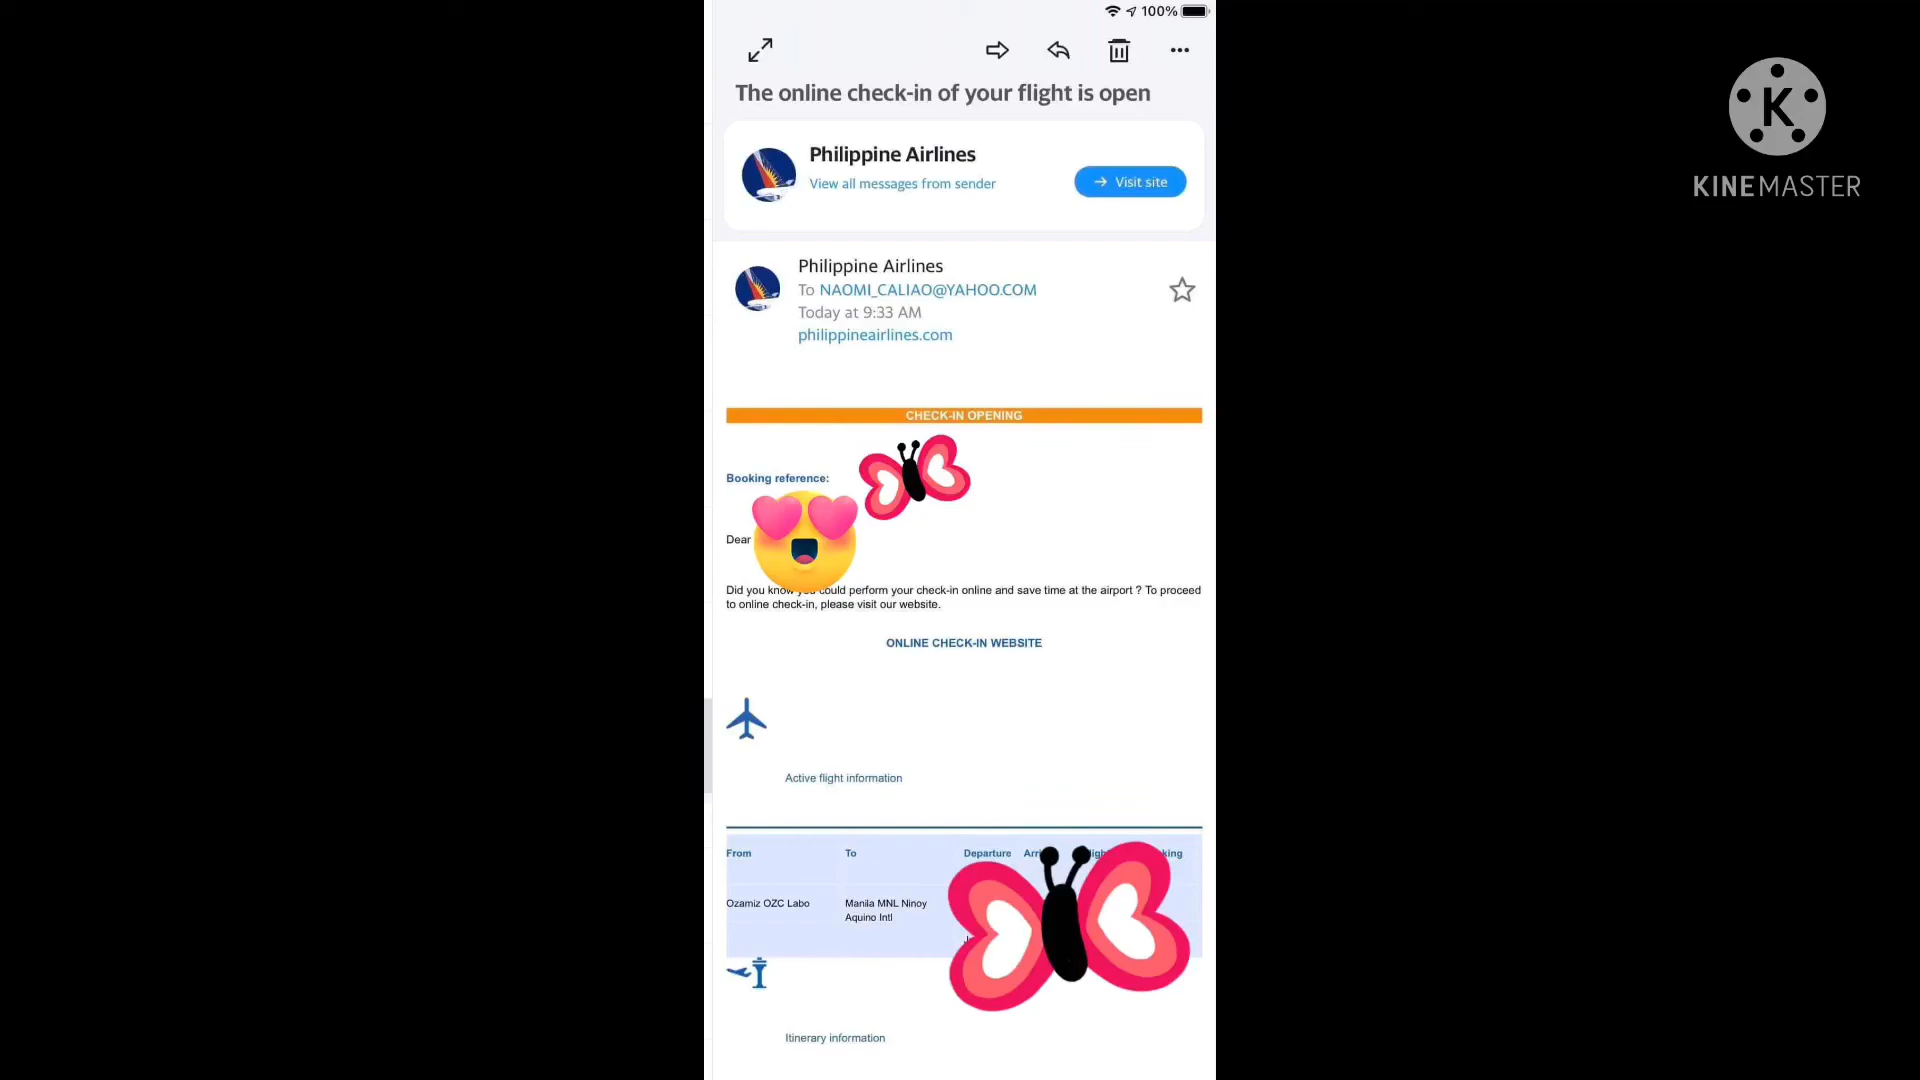 100%
The online check-in of your flight is open
Philippine Airlines
View all messages from sender
Visit site
Philippine Airlines
To NAOMI_CALIAO@YAHOO.COM
Today at 9:33 AM
philippineairlines.com
CHECK-IN OPENING
Booking reference:
Dear
Did you know you could perform your check-in online and save time at the airport ? To proceed
to online check-in, please visit our website.
ONLINE CHECK-IN WEBSITE
Active flight information
From To Departure
Ozamiz OZC Labo Manila MNL Ninoy
Aquino Intl
Itinerary information
K
KINEMASTER